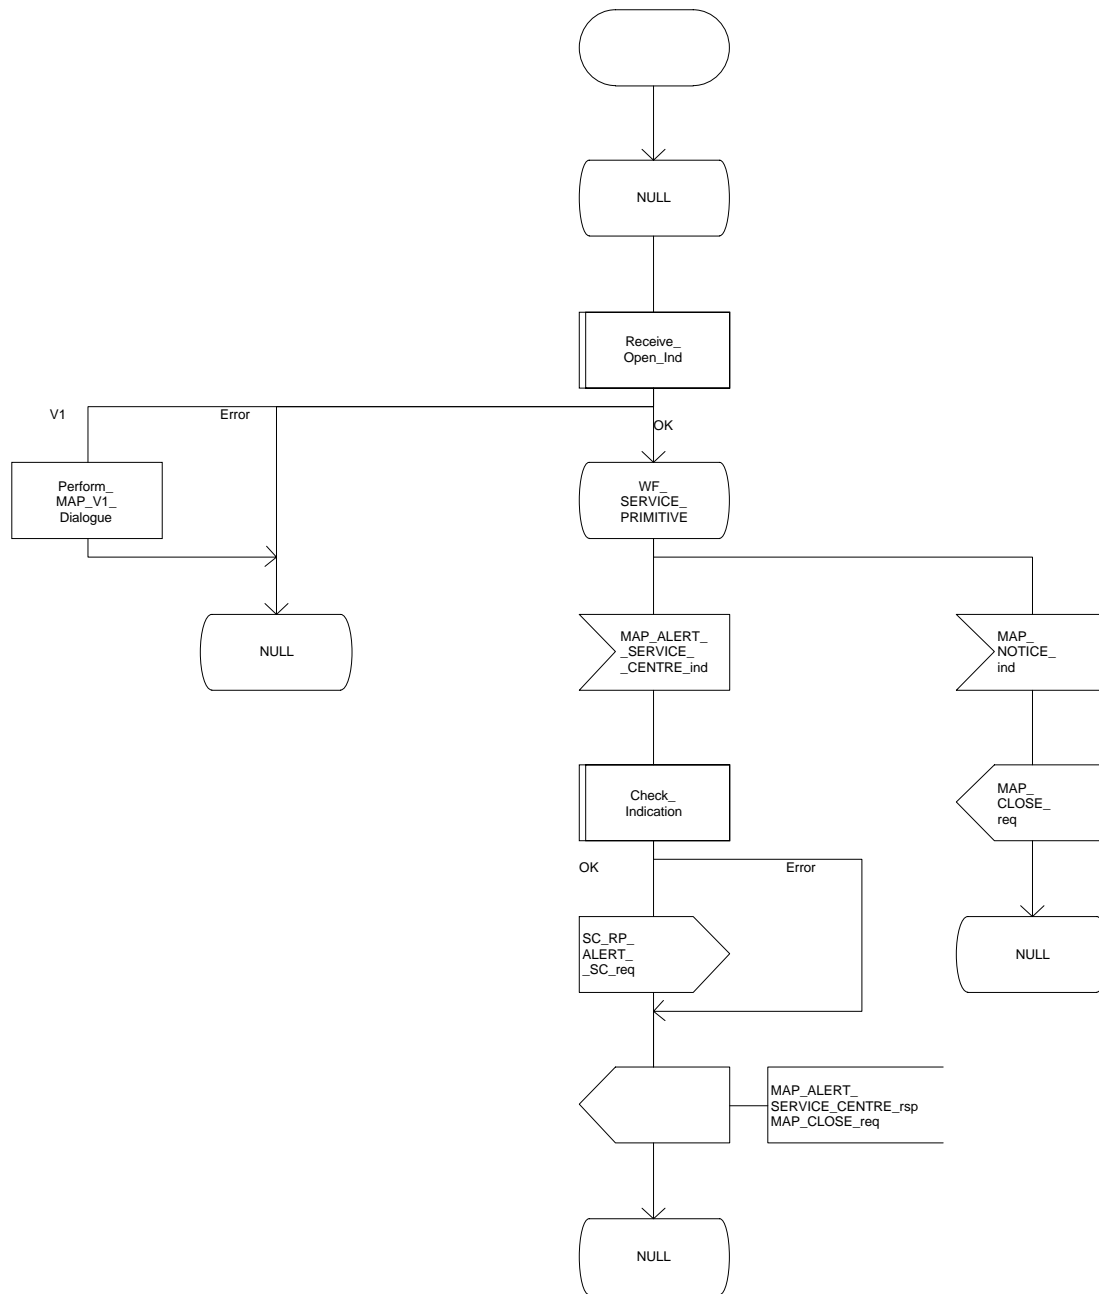 NULL
Receive_
Open_Ind
V1
Error
OK
Perform_
MAP_V1_
Dialogue
WF_
SERVICE_
PRIMITIVE
NULL
MAP_ALERT_
_SERVICE_
_CENTRE_ind
MAP_
NOTICE_
ind
Check_
Indication
MAP_
CLOSE_
req
OK
Error
SC_RP_
ALERT_
_SC_req
NULL
MAP_ALERT_
SERVICE_CENTRE_rsp
MAP_CLOSE_req
NULL